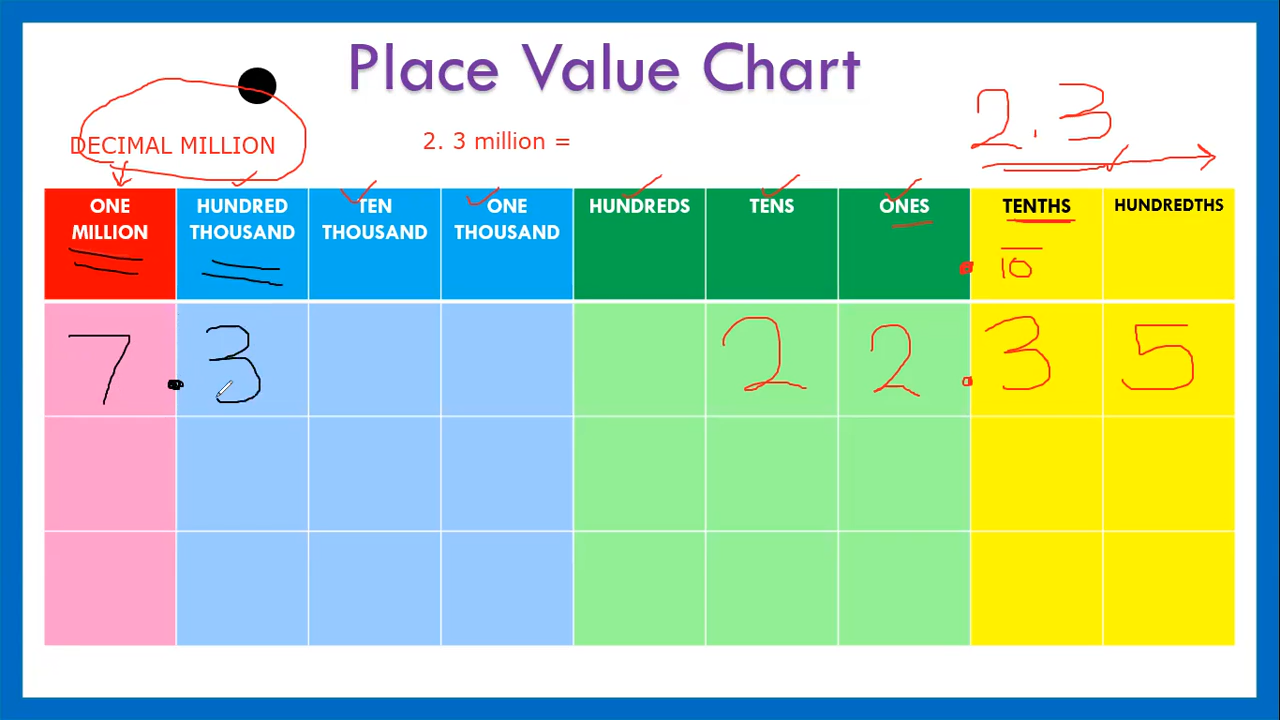 Place Value Chart
DECIMAL MILLION
2. 3 million =
2.3
ONE MILLION
HUNDRED THOUSAND
TEN THOUSAND
ONE THOUSAND
HUNDREDS
TENS
ONES
TENTHS
HUNDREDTHS
. 10
7 . 3 2 2 . 3 5